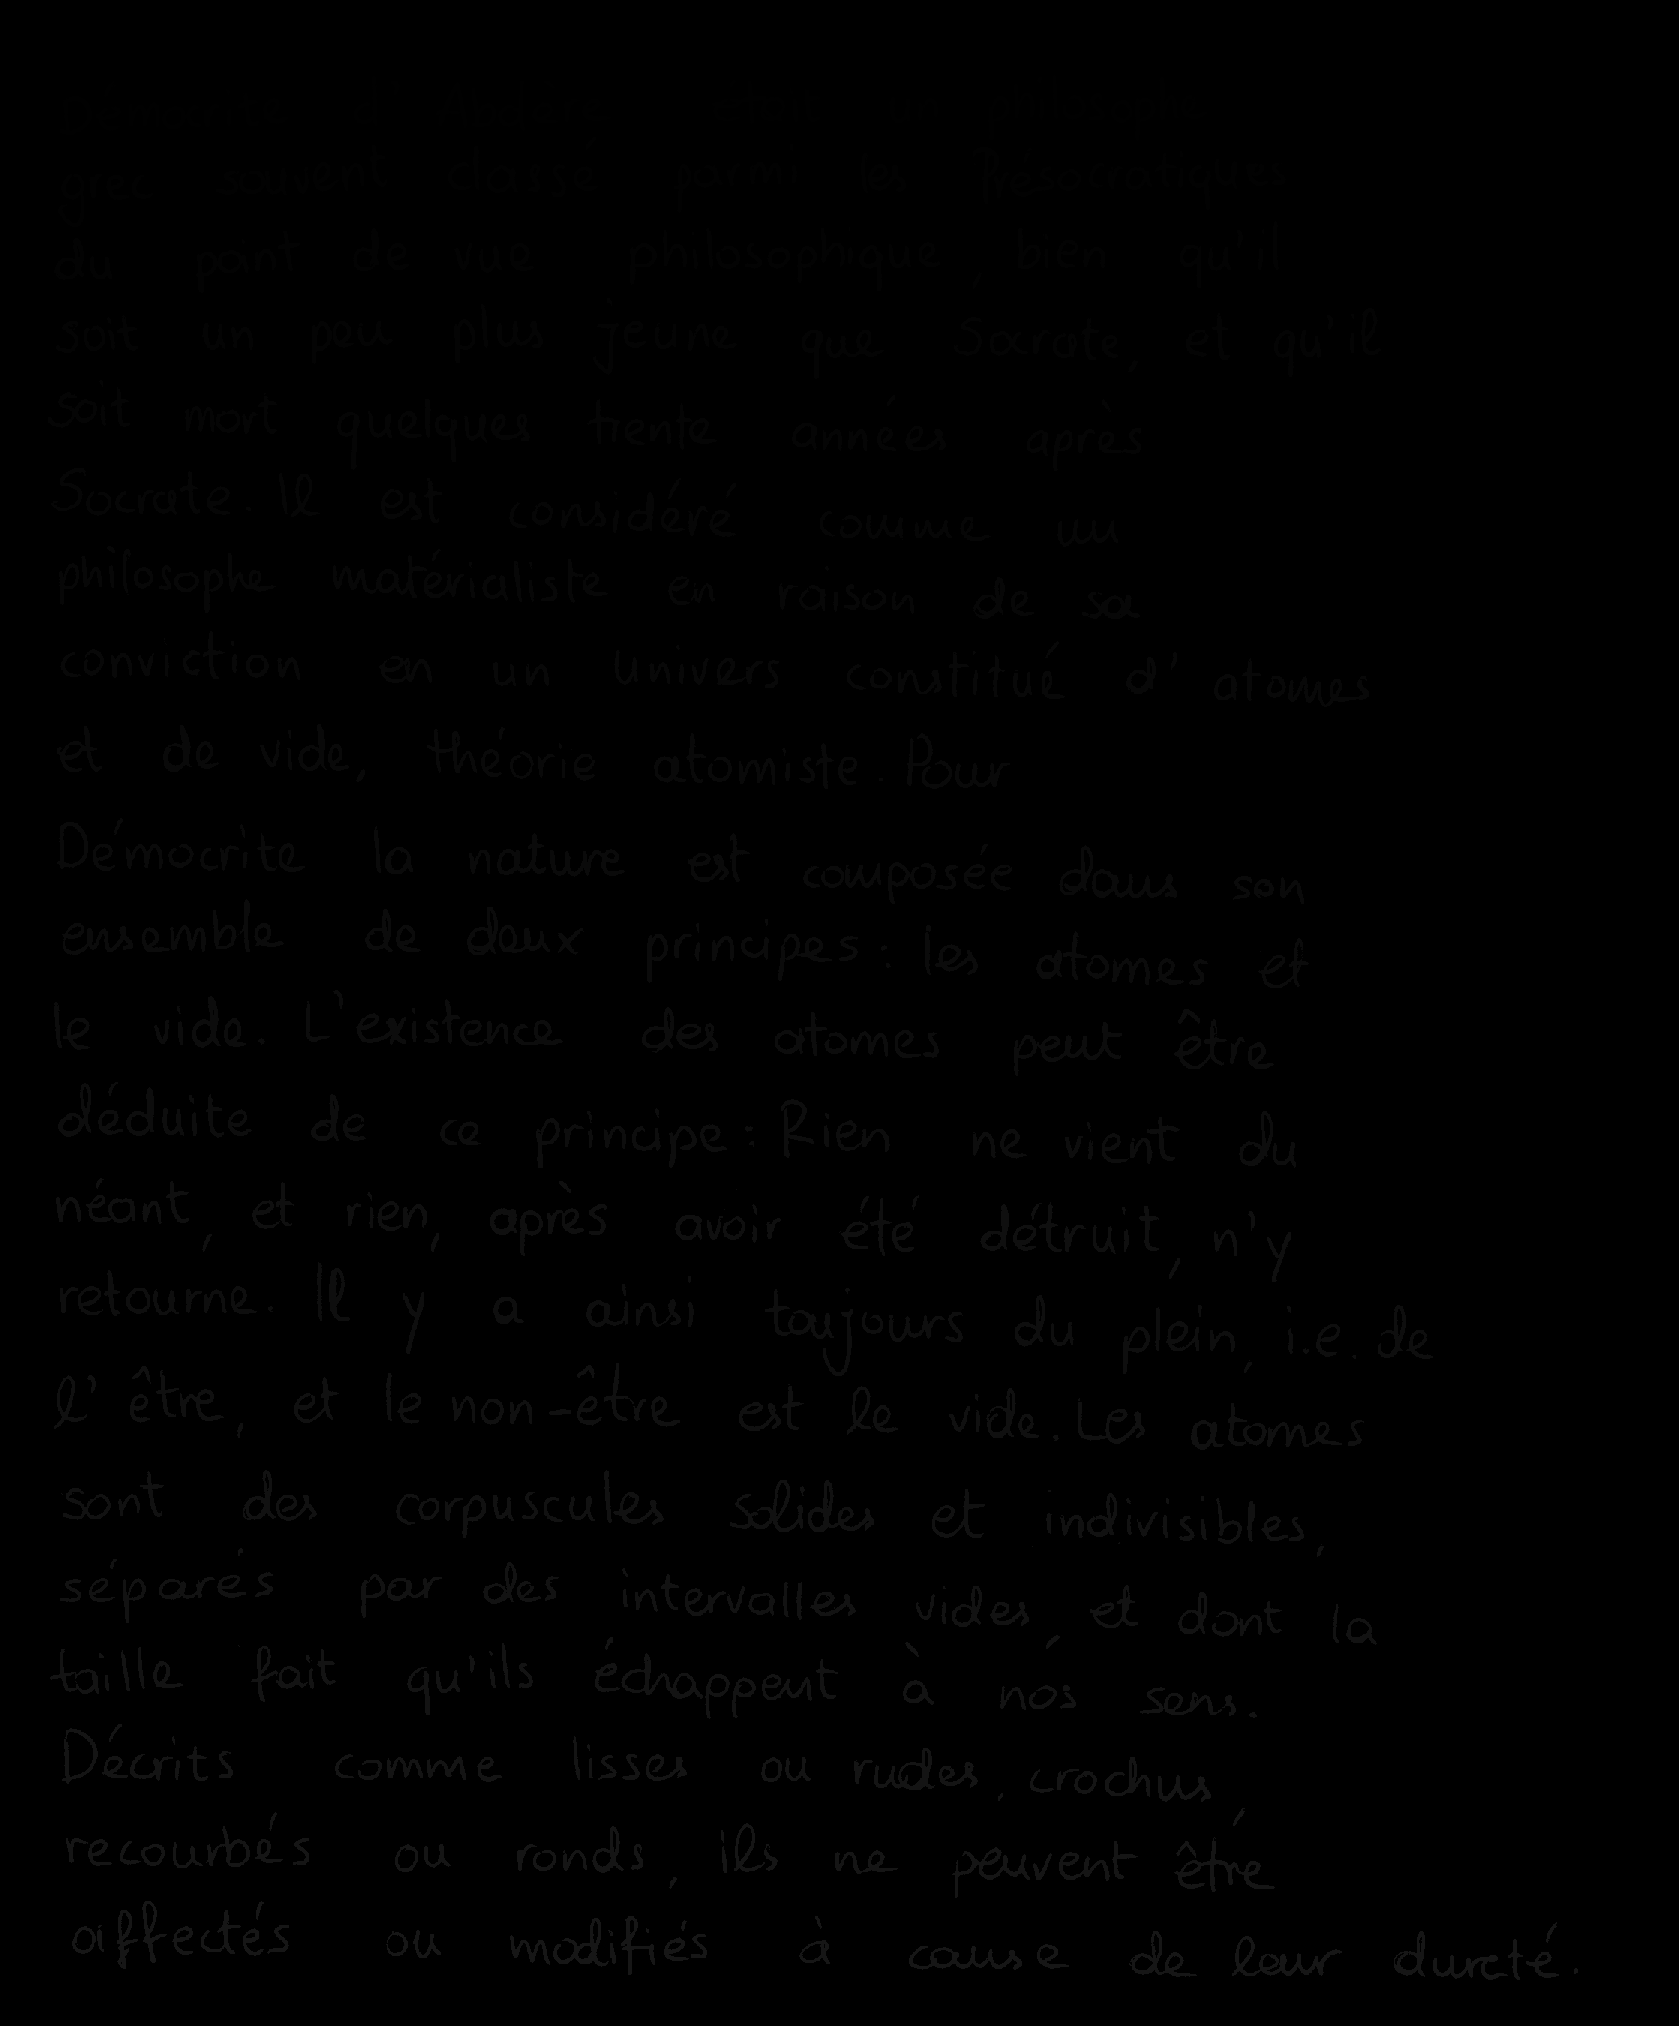 grec souvent classé parmi les Présocratiques
du point de vue philosophique, bien qu'il
soit un peu plus jeune que Socrate, et qu'il
soit mort quelques trente années après
Socrate. Il est considéré comme un
philosophe matérialiste en raison de sa
conviction en un Univers constitué d'atomes
et de vide, théorie atomiste. Pour
Démocrite la nature est composée dans son
ensemble de deux principes : les atomes et
le vide. L'existence des atomes peut être
déduite de ce principe : Rien ne vient du
néant, et rien, après avoir été détruit, n'y
retourne. Il y a ainsi toujours du plein, i.e. de
l'être, et le non-être est le vide. Les atomes
sont des corpuscules solides et indivisibles,
séparés par des intervalles vides, et dont la
taille fait qu'ils échappent à nos sens.
Décrits comme lisses ou rudes, crochus,
recourbés ou ronds, ils ne peuvent être
affectés ou modifiés à cause de leur dureté.